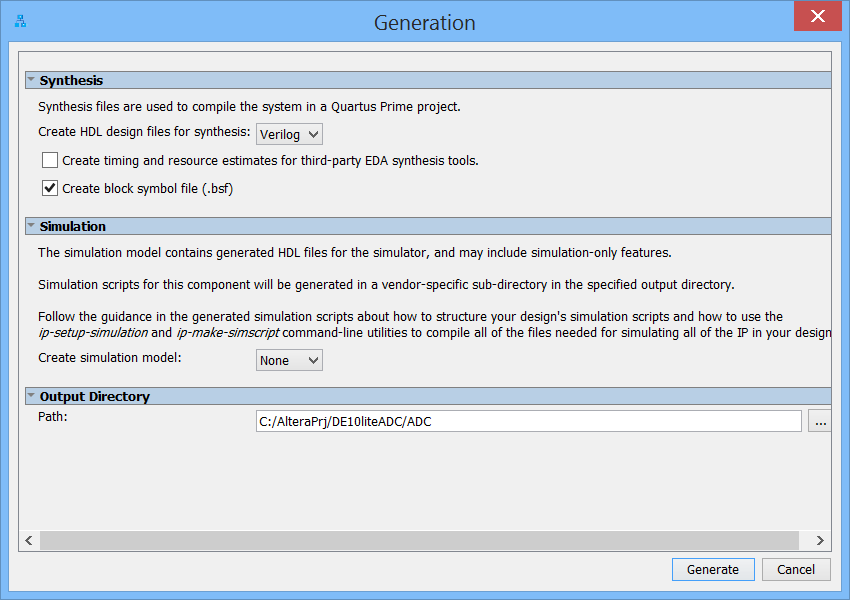 Generation
Synthesis
Synthesis files are used to compile the system in a Quartus Prime project.
Create HDL design files for synthesis: Verilog
Create timing and resource estimates for third-party EDA synthesis tools.
Create block symbol file (.bsf)
Simulation
The simulation model contains generated HDL files for the simulator, and may include simulation-only features.
Simulation scripts for this component will be generated in a vendor-specific sub-directory in the specified output directory.
Follow the guidance in the generated simulation scripts about how to structure your design's simulation scripts and how to use the
ip-setup-simulation and ip-make-simscript command-line utilities to compile all of the files needed for simulating all of the IP in your design
Create simulation model: None
Output Directory
Path: C:/AlteraPrj/DE10liteADC/ADC ...
Generate Cancel